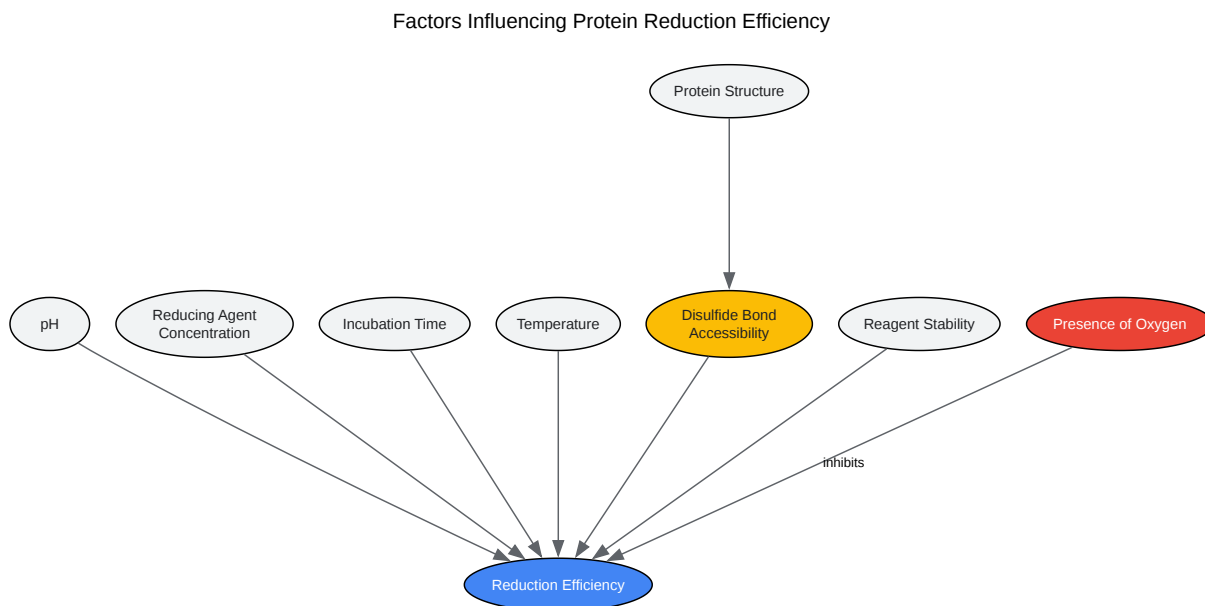 Factors Influencing Protein Reduction Efficiency
Protein Structure
pH
Reducing Agent
Concentration
Incubation Time
Temperature
Disulfide Bond
Accessibility
Reagent Stability
Presence of Oxygen
inhibits
Reduction Efficiency